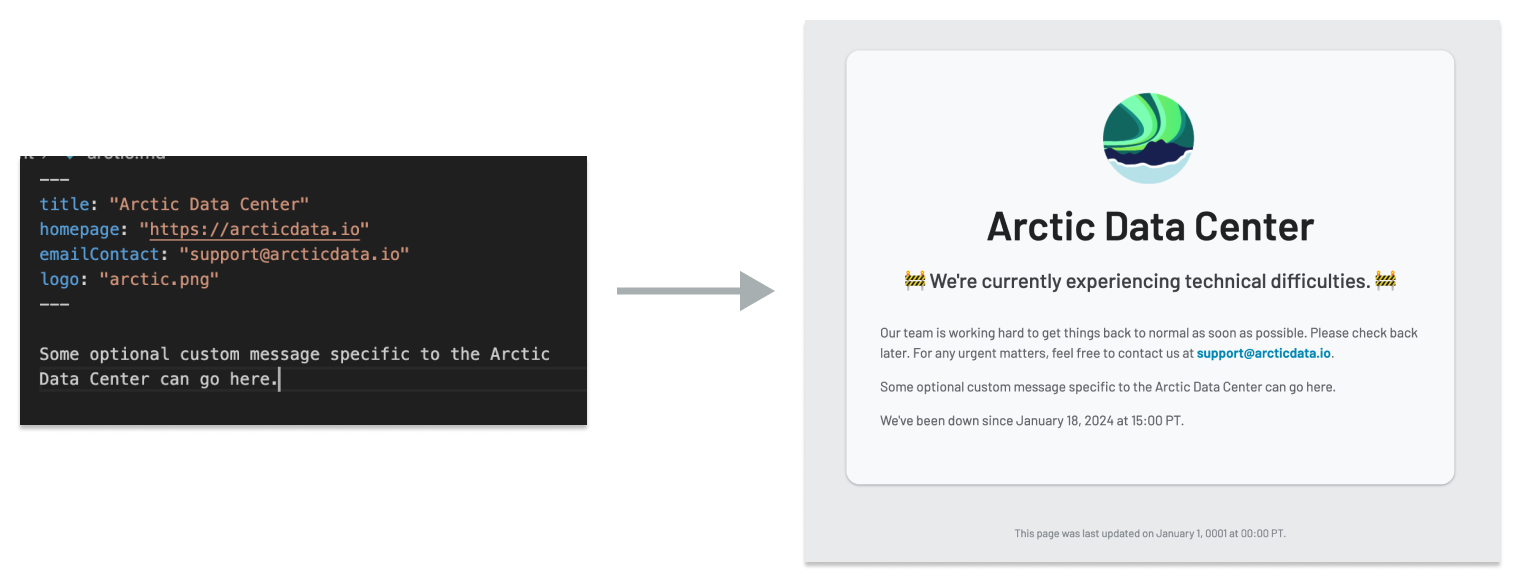 ---
title: "Arctic Data Center"
homepage: "https://arcticdata.io"
emailContact: "support@arcticdata.io"
logo: "arctic.png"
---
Some optional custom message specific to the Arctic
Data Center can go here.
Arctic Data Center
🚧 We're currently experiencing technical difficulties. 🚧
Our team is working hard to get things back to normal as soon as possible. Please check back
later. For any urgent matters, feel free to contact us at support@arcticdata.io.
Some optional custom message specific to the Arctic Data Center can go here.
We've been down since January 18, 2024 at 15:00 PT.
This page was last updated on January 1, 0001 at 00:00 PT.